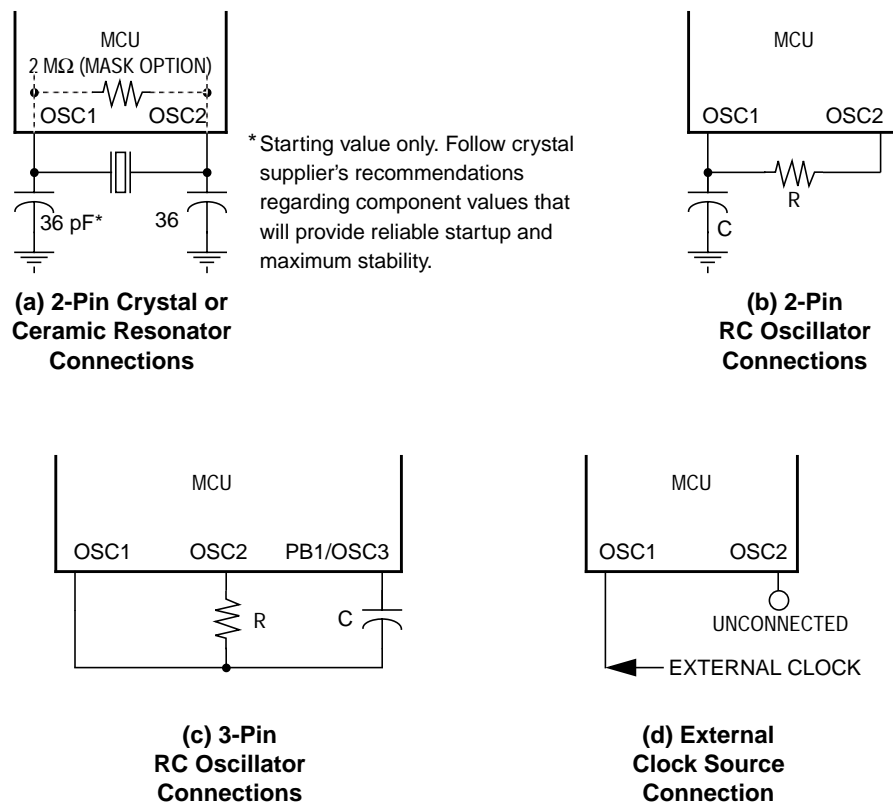 MCU
2 MΩ (MASK OPTION)
OSC1 OSC2
36 pF* 36
* Starting value only. Follow crystal
supplier’s recommendations
regarding component values that
will provide reliable startup and
maximum stability.
(a) 2-Pin Crystal or
Ceramic Resonator
Connections
MCU
OSC1 OSC2
R
C
(b) 2-Pin
RC Oscillator
Connections
MCU
OSC1 OSC2 PB1/OSC3
R C
(c) 3-Pin
RC Oscillator
Connections
MCU
OSC1 OSC2
UNCONNECTED
EXTERNAL CLOCK
(d) External
Clock Source
Connection